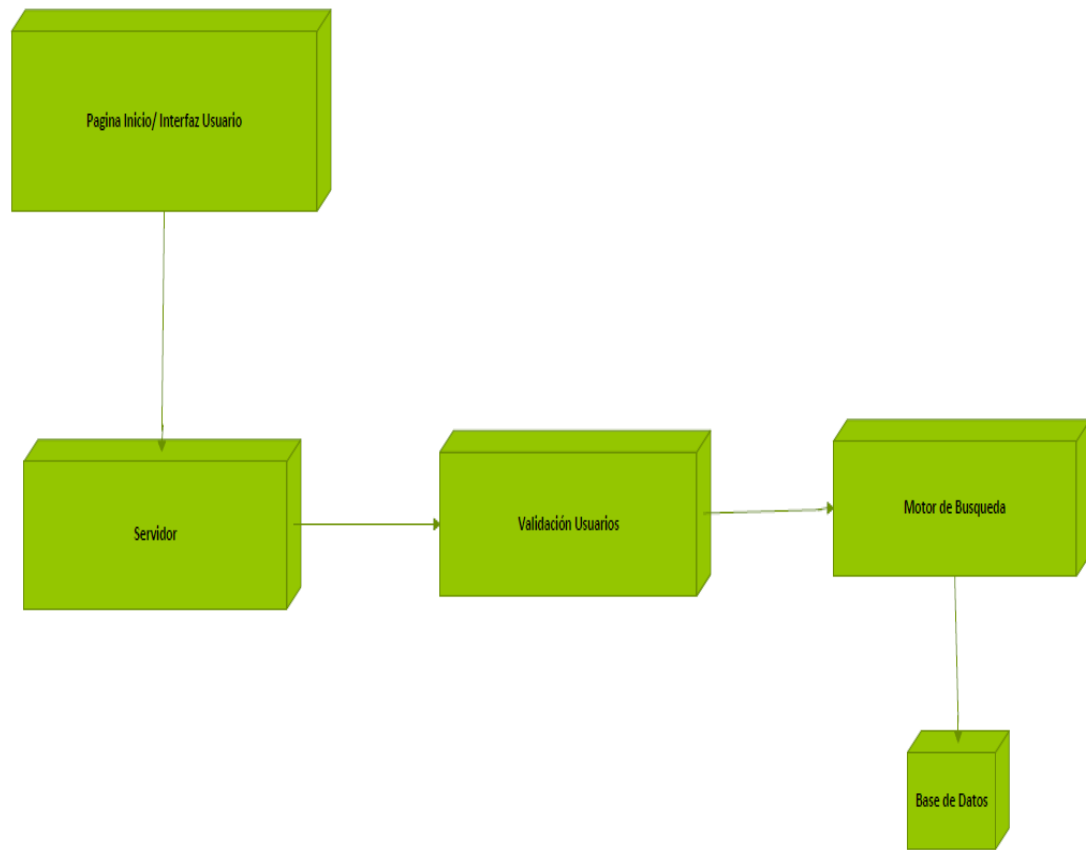 Pagina Inicio/ Interfaz Usuario
Servidor
Validación Usuarios
Motor de Busqueda
Base de Datos